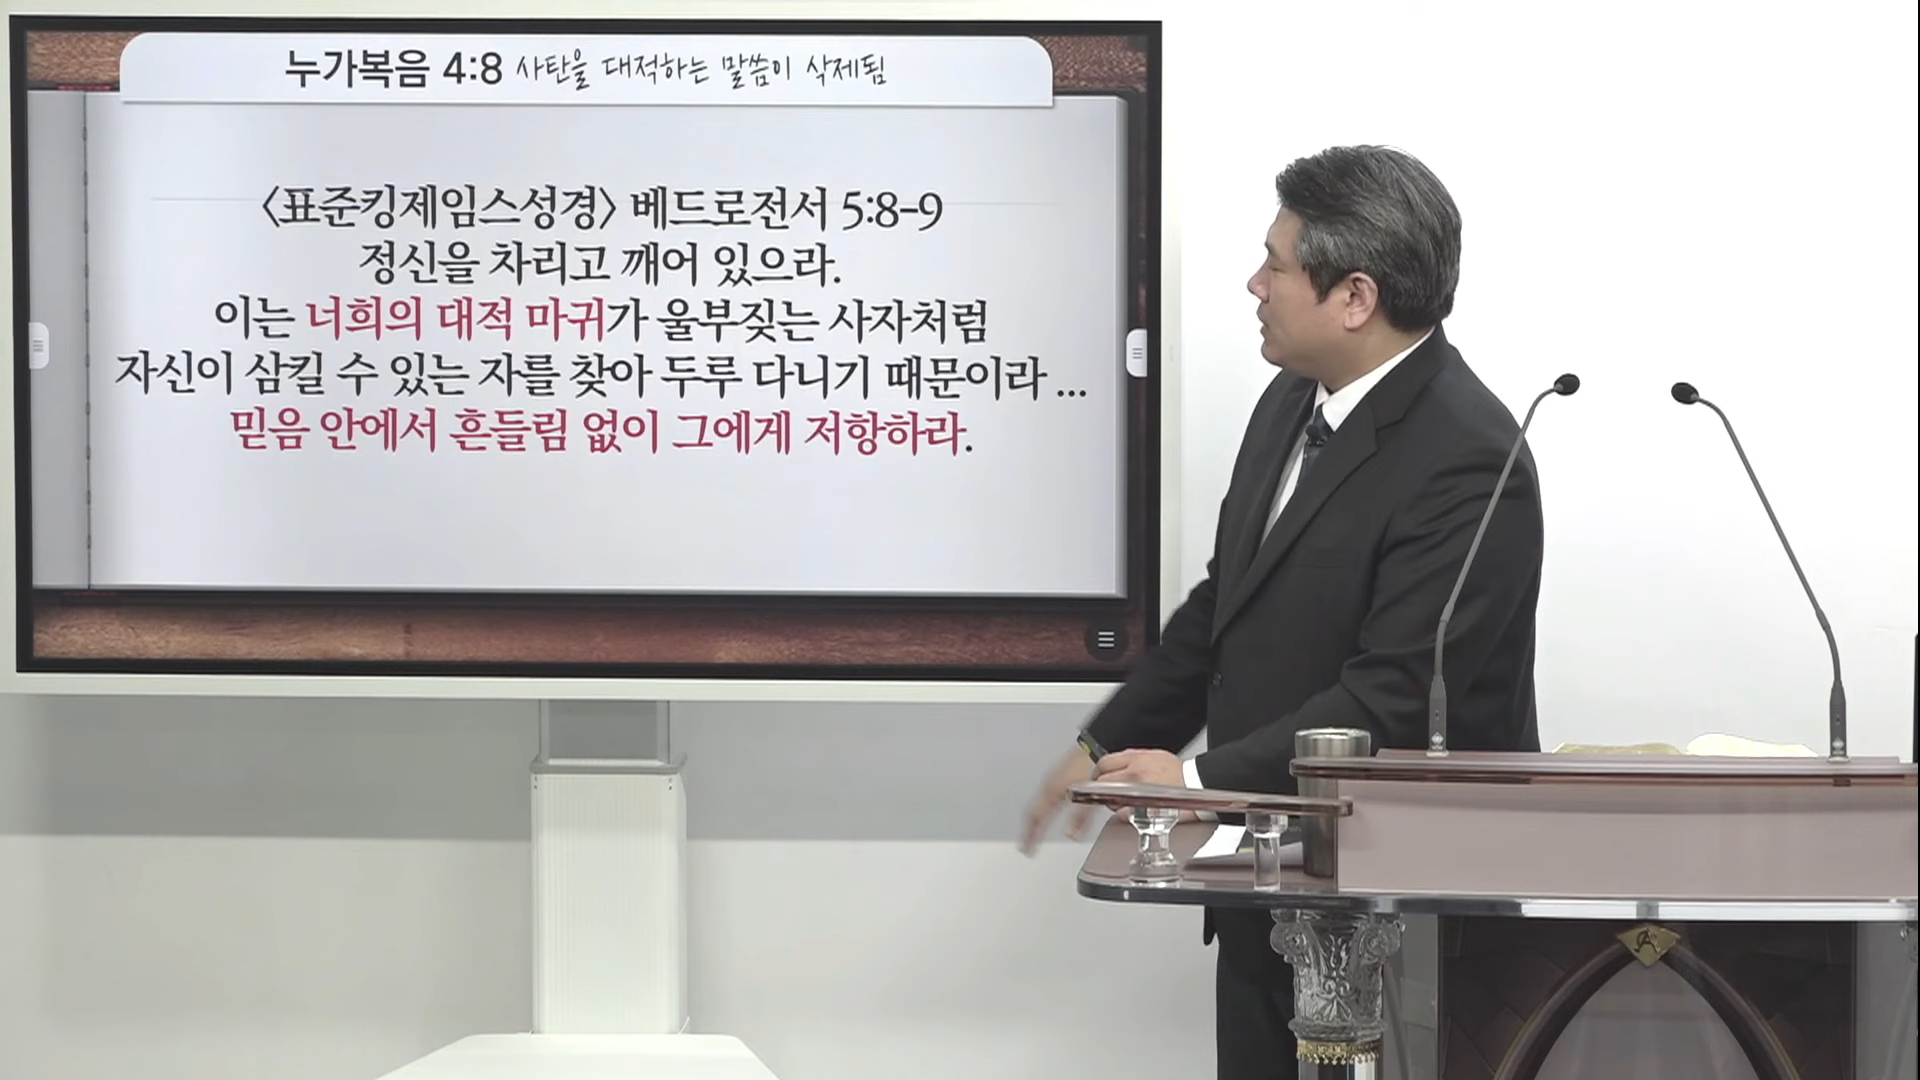 누가복음 4:8 사탄을 대적하는 말씀이 삭제됨
〈표준킹제임스성경〉 베드로전서 5:8-9
정신을 차리고 깨어 있으라.
이는 너희의 대적 마귀가 울부짖는 사자처럼
자신이 삼킬 수 있는 자를 찾아 두루 다니기 때문이라 ...
믿음 안에서 흔들림 없이 그에게 저항하라.